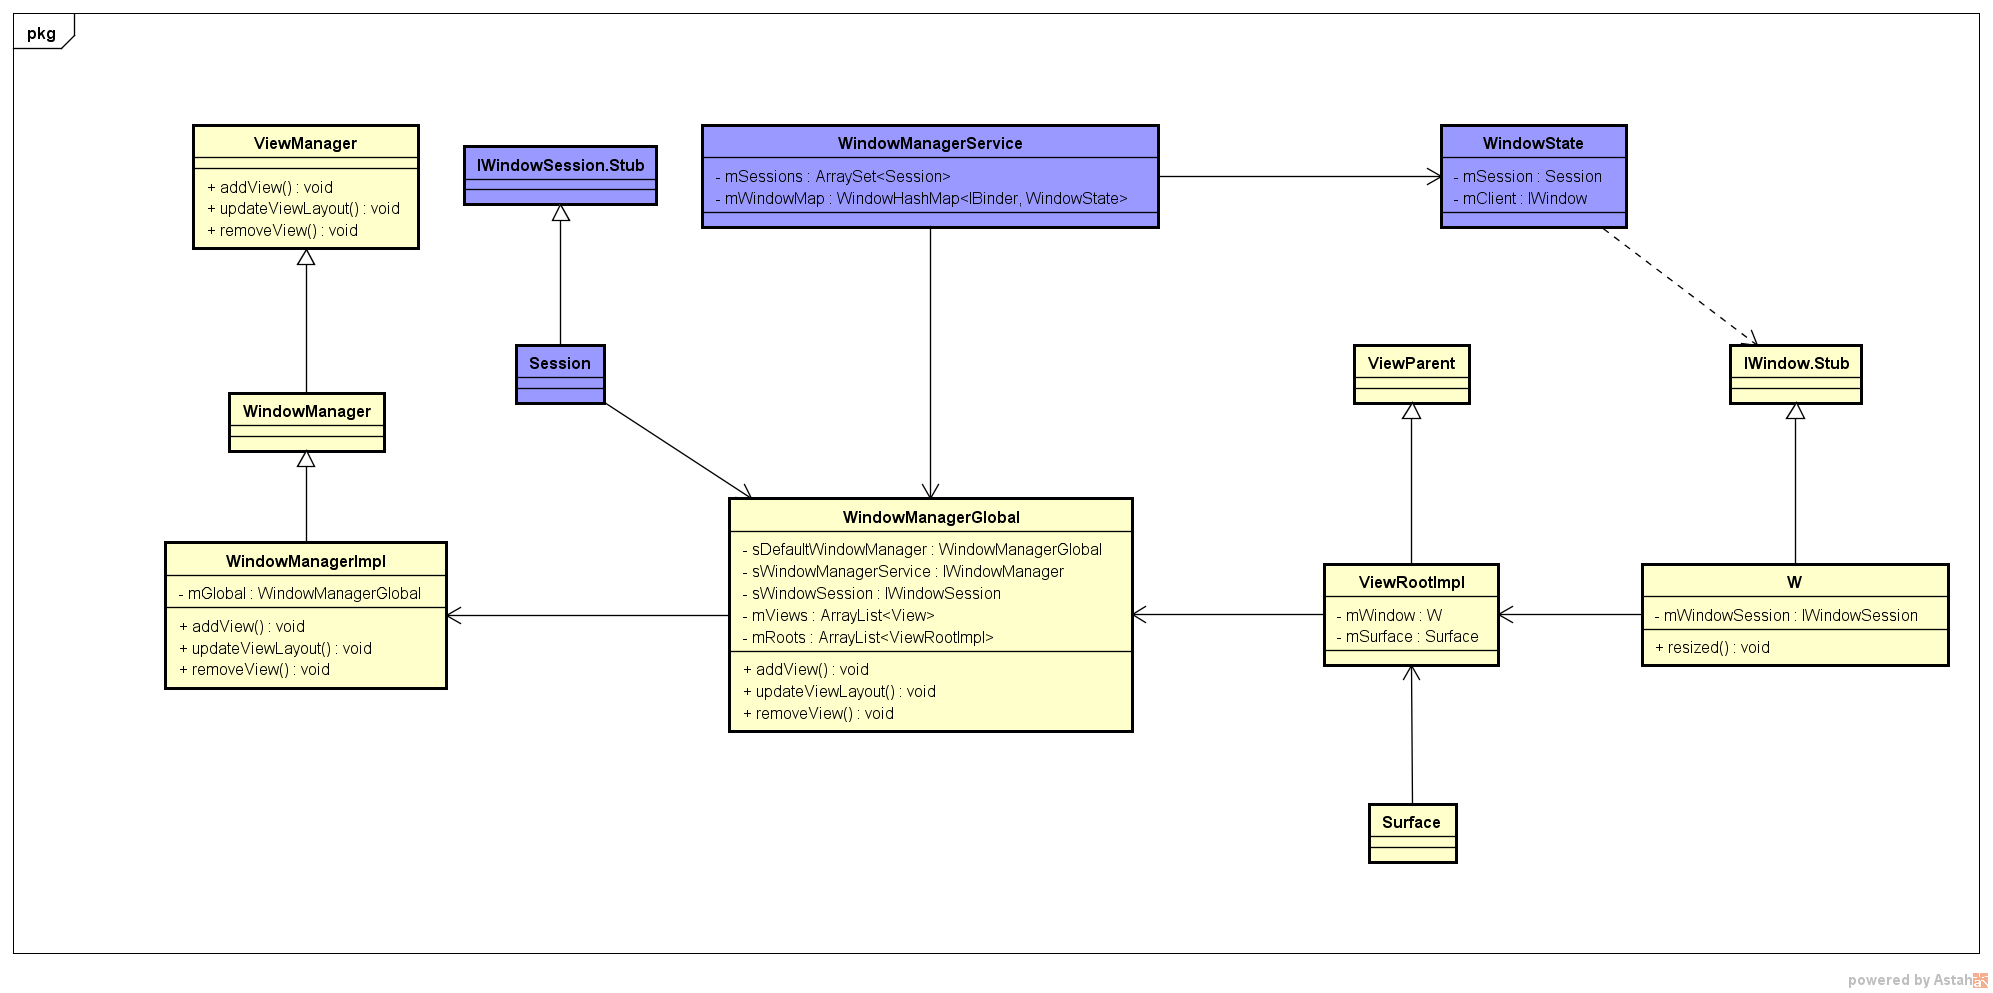 pkg
ViewManager
+ addView() : void
+ updateViewLayout() : void
+ removeView() : void
IWindowSession.Stub
WindowManagerService
- mSessions : ArraySet<Session>
- mWindowMap : WindowHashMap<IBinder, WindowState>
WindowState
- mSession : Session
- mClient : IWindow
Session
ViewParent
IWindow.Stub
WindowManager
WindowManagerImpl
- mGlobal : WindowManagerGlobal
+ addView() : void
+ updateViewLayout() : void
+ removeView() : void
WindowManagerGlobal
- sDefaultWindowManager : WindowManagerGlobal
- sWindowManagerService : IWindowManager
- sWindowSession : IWindowSession
- mViews : ArrayList<View>
- mRoots : ArrayList<ViewRootImpl>
+ addView() : void
+ updateViewLayout() : void
+ removeView() : void
ViewRootImpl
- mWindow : W
- mSurface : Surface
W
- mWindowSession : IWindowSession
+ resized() : void
Surface
powered by Astah